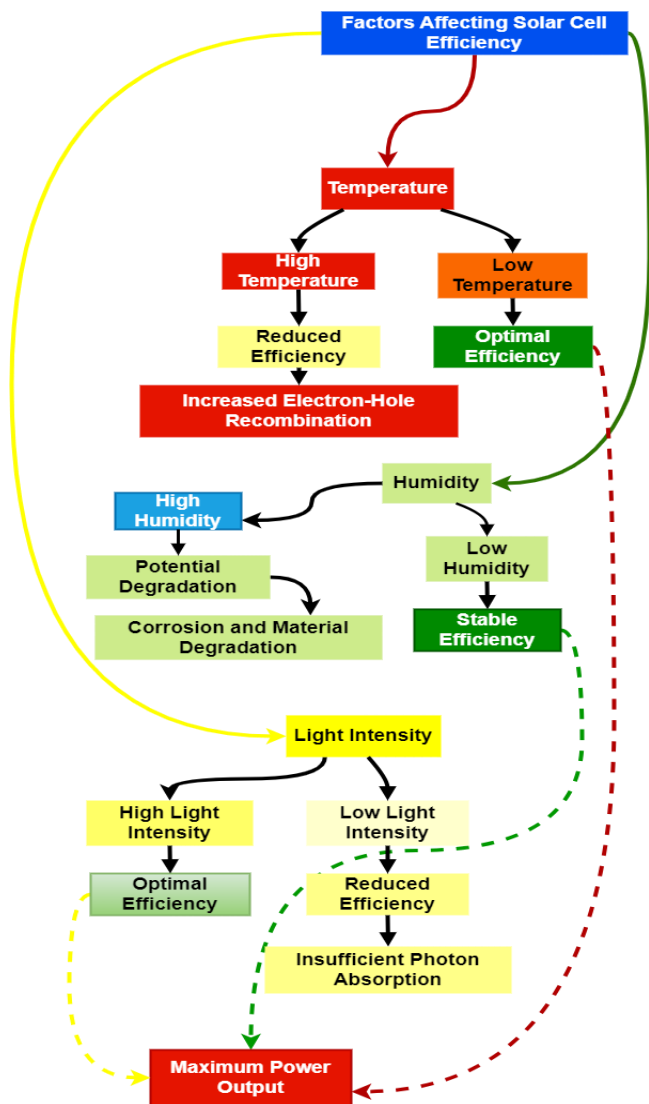 Factors Affecting Solar Cell
Efficiency
Temperature
High
Temperature
Low
Temperature
Reduced
Efficiency
Optimal
Efficiency
Increased Electron-Hole
Recombination
Humidity
High
Humidity
Low
Humidity
Potential
Degradation
Corrosion and Material
Degradation
Stable
Efficiency
Light Intensity
High Light
Intensity
Low Light
Intensity
Optimal
Efficiency
Reduced
Efficiency
Insufficient Photon
Absorption
Maximum Power
Output